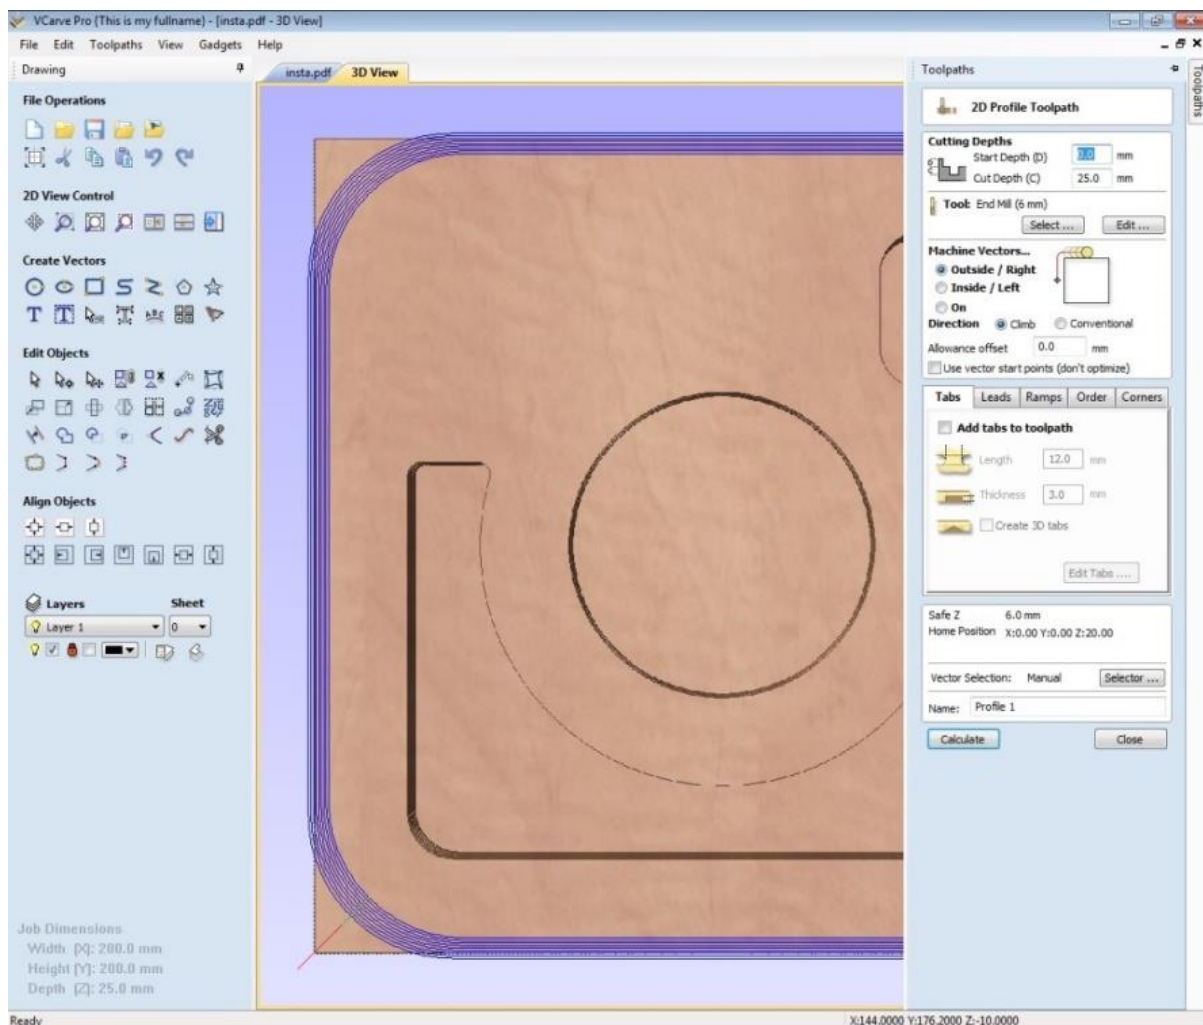 VCarve Pro (This is my fullname) - [insta.pdf - 3D View]
File Edit Toolpaths View Gadgets Help
Drawing
File Operations
2D View Control
Create Vectors
Edit Objects
Align Objects
Layers Sheet
Layer 1 0
Job Dimensions
Width [X]: 200.0 mm
Height [Y]: 200.0 mm
Depth [Z]: 25.0 mm
Ready
insta.pdf 3D View
Toolpaths
Toolpaths
2D Profile Toolpath
Cutting Depths
Start Depth (D) 0.0 mm
Cut Depth (C) 25.0 mm
Tool: End Mill (6 mm)
Select ... Edit ...
Machine Vectors...
Outside / Right
Inside / Left
On
Direction Climb Conventional
Allowance offset 0.0 mm
Use vector start points (don't optimize)
Tabs Leads Ramps Order Corners
Add tabs to toolpath
Length 12.0 mm
Thickness 3.0 mm
Create 3D tabs
Edit Tabs ....
Safe Z 6.0 mm
Home Position X:0.00 Y:0.00 Z:20.00
Vector Selection: Manual Selector ...
Name: Profile 1
Calculate Close
X:144.0000 Y:176.2000 Z:-10.0000